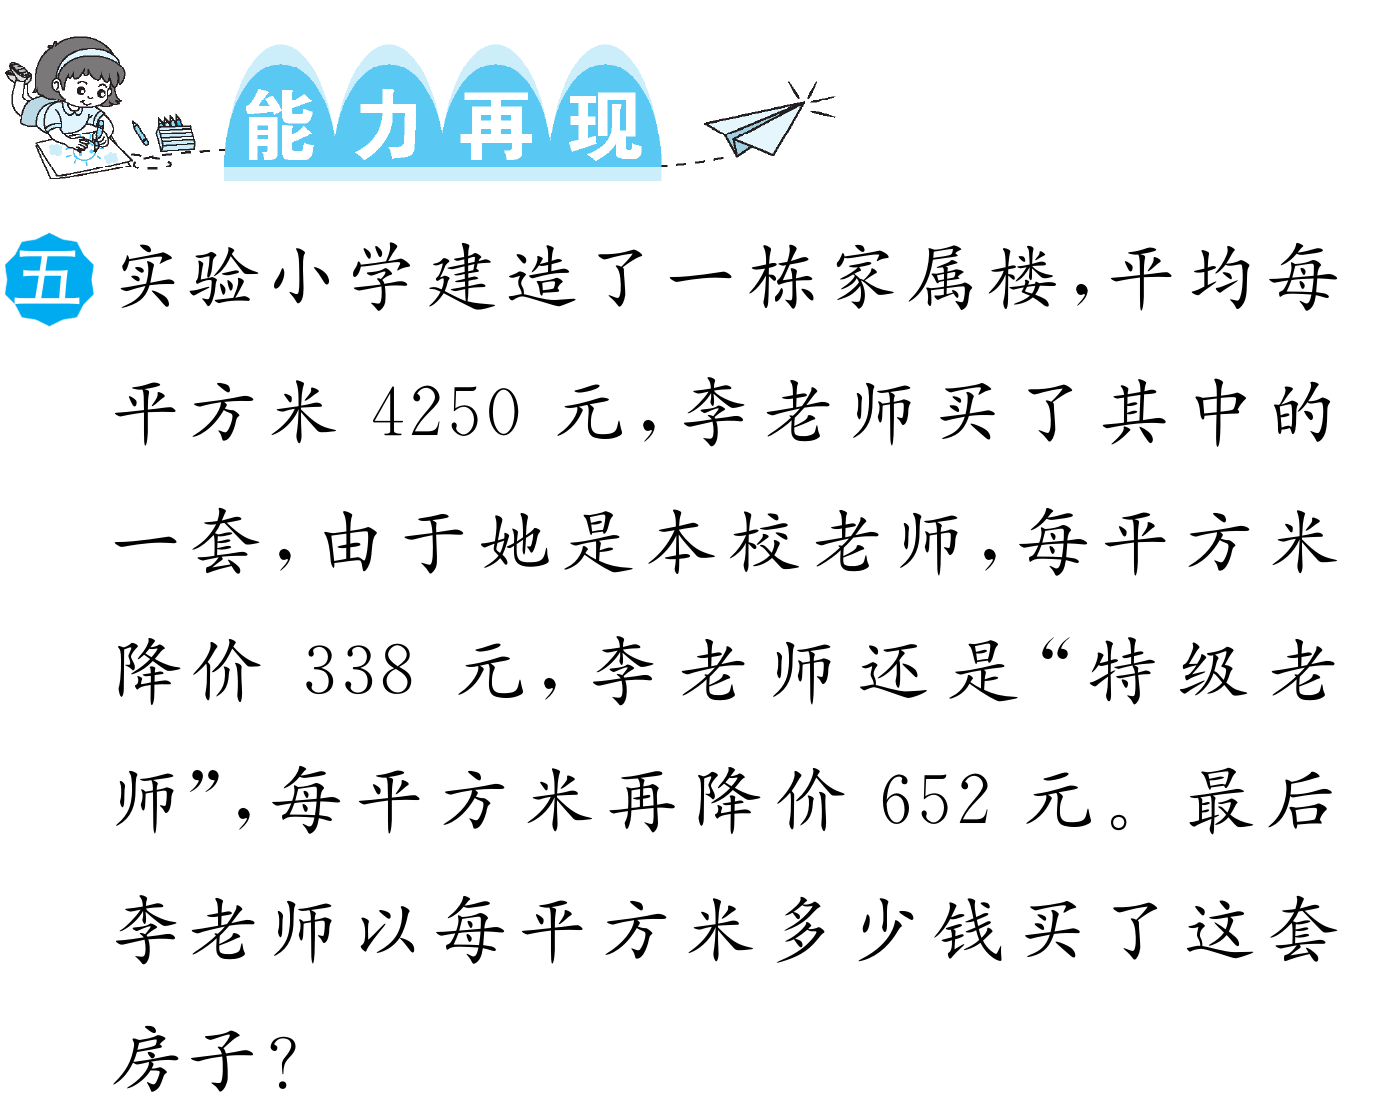 能力再现
五 实验小学建造了一栋家属楼,平均每
平方米 4250 元,李老师买了其中的
一套,由于她是本校老师,每平方米
降价 338 元,李老师还是“特级老
师”,每平方米再降价 652 元。最后
李老师以每平方米多少钱买了这套
房子?